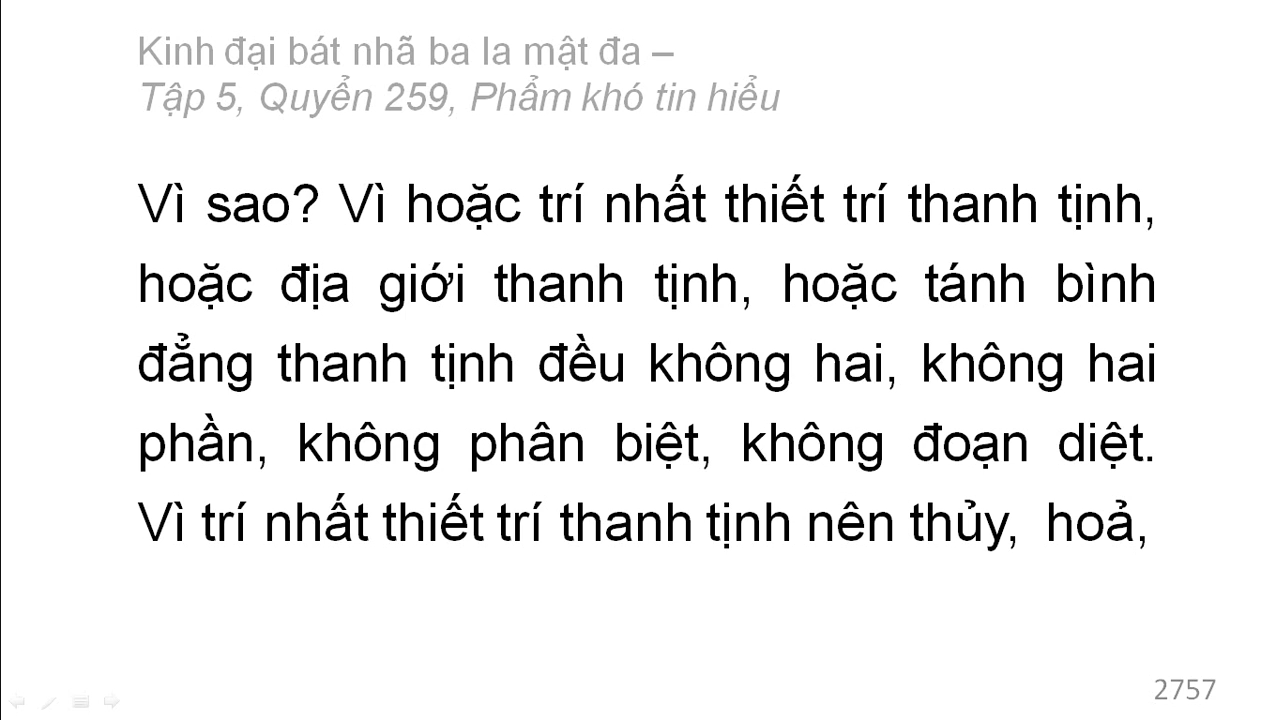 Kinh đại bát nhã ba la mật đa –
Tập 5, Quyển 259, Phẩm khó tin hiểu
Vì sao? Vì hoặc trí nhất thiết trí thanh tịnh,
hoặc địa giới thanh tịnh, hoặc tánh bình
đẳng thanh tịnh đều không hai, không hai
phần, không phân biệt, không đoạn diệt.
Vì trí nhất thiết trí thanh tịnh nên thủy, hoả,
2757